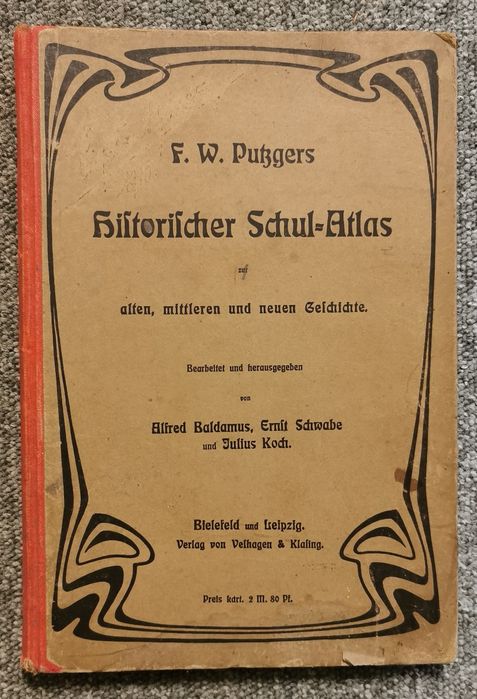 F. W. Putzgers
Historischer Schul-Atlas
zur
alten, mittleren und neuen Geschichte.
Bearbeitet und herausgegeben
von
Alfred Baldamus, Ernst Schwabe
und Julius Koch.
Bielefeld und Leipzig.
Verlag von Velhagen & Klasing.
Preis kart. 2 M. 80 Pf.